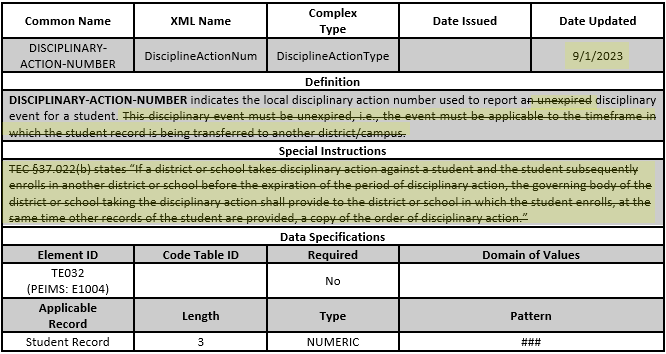 Common Name XML Name Complex Type Date Issued Date Updated
DISCIPLINARY-ACTION-NUMBER DisciplineActionNum DisciplineActionType 9/1/2023
Definition
DISCIPLINARY-ACTION-NUMBER indicates the local disciplinary action number used to report an unexpired disciplinary
event for a student. This disciplinary event must be unexpired, i.e., the event must be applicable to the timeframe in
which the student record is being transferred to another district/campus.
Special Instructions
TEC §37.022(b) states "If a district or school takes disciplinary action against a student and the student subsequently
enrolls in another district or school before the expiration of the period of disciplinary action, the governing body of the
district or school taking the disciplinary action shall provide to the district or school in which the student enrolls, at the
same time other records of the student are provided, a copy of the order of disciplinary action."
Data Specifications
Element ID Code Table ID Required Domain of Values
TE032
(PEIMS: E1004) No
Applicable Record Length Type Pattern
Student Record 3 NUMERIC ###